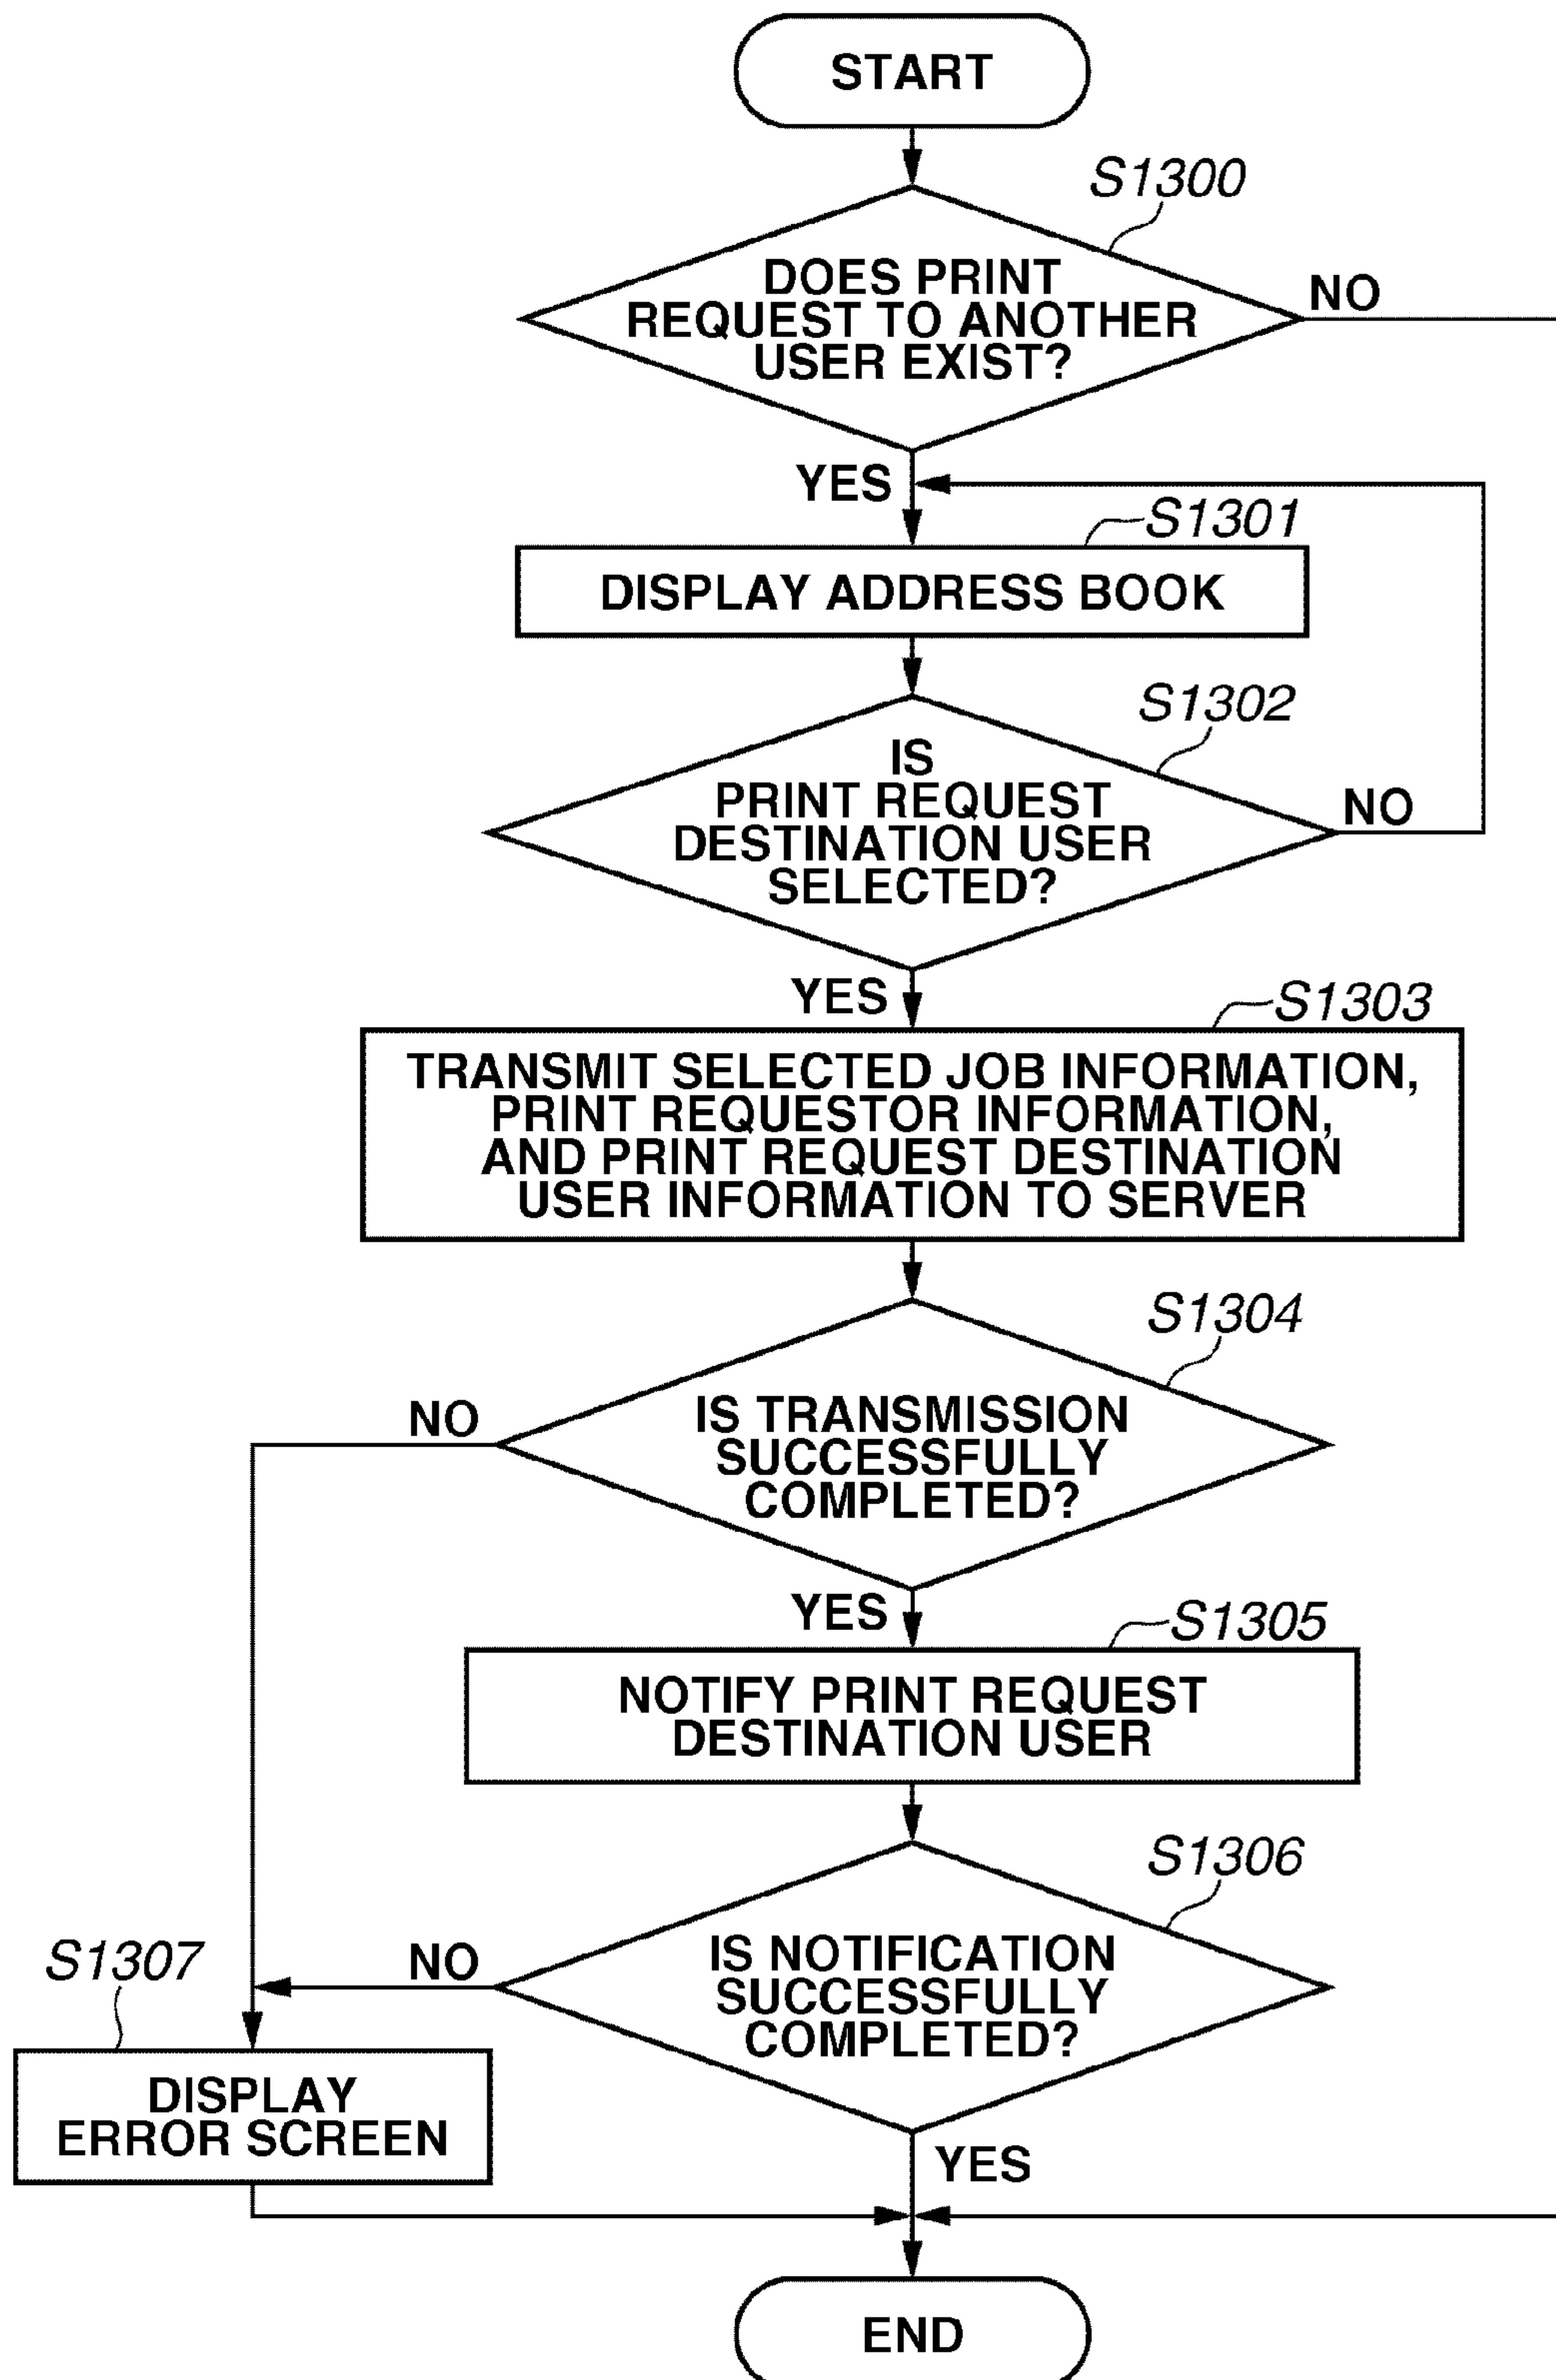 START
S1300
DOES PRINT
REQUEST TO ANOTHER
USER EXIST?
NO
YES
S1301
DISPLAY ADDRESS BOOK
S1302
IS
PRINT REQUEST
DESTINATION USER
SELECTED?
NO
YES
S1303
TRANSMIT SELECTED JOB INFORMATION,
PRINT REQUESTOR INFORMATION,
AND PRINT REQUEST DESTINATION
USER INFORMATION TO SERVER
S1304
IS TRANSMISSION
SUCCESSFULLY
COMPLETED?
NO
YES
S1305
NOTIFY PRINT REQUEST
DESTINATION USER
S1306
IS NOTIFICATION
SUCCESSFULLY
COMPLETED?
NO
S1307
DISPLAY
ERROR SCREEN
YES
END